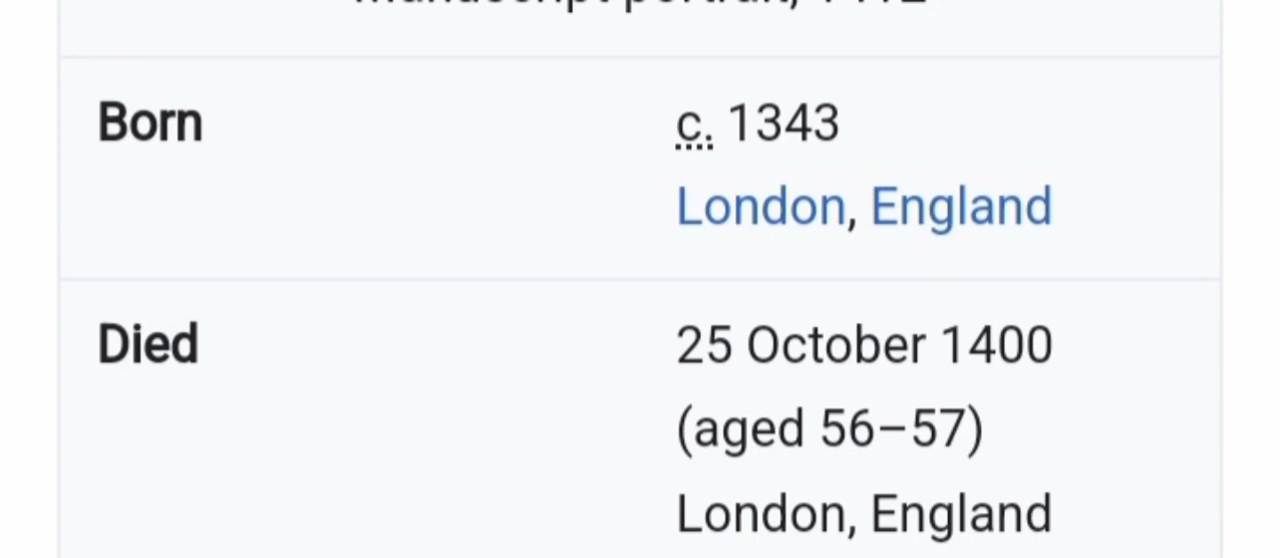 Born
c. 1343
London, England
Died
25 October 1400
(aged 56–57)
London, England